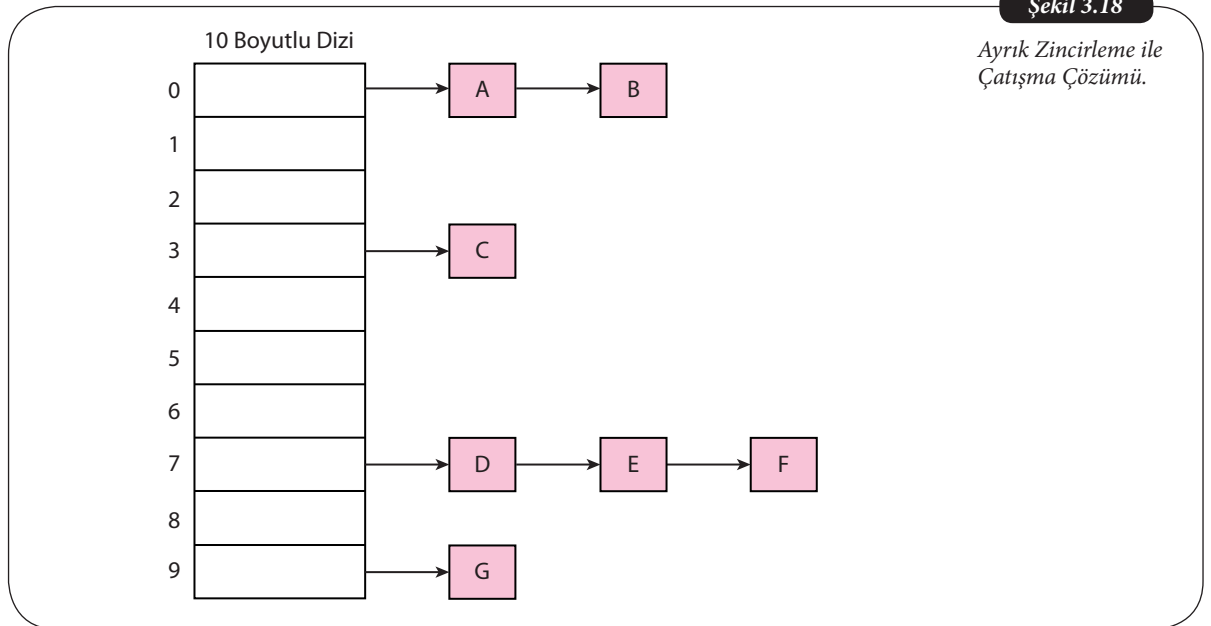 Şekil 3.18
Ayrık Zincirleme ile
Çatışma Çözümü.
10 Boyutlu Dizi
0 A B
1
2
3 C
4
5
6
7 D E F
8
9 G